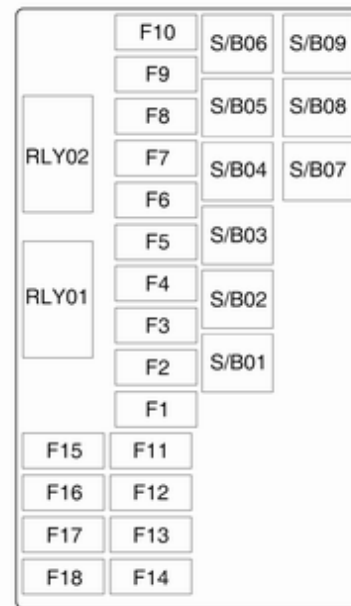 F10
S/B06
S/B09
F9
F8
S/B05
S/B08
RLY02
F7
S/B04
S/B07
F6
F5
S/B03
RLY01
F4
S/B02
F3
F2
S/B01
F1
F15
F11
F16
F12
F17
F13
F18
F14